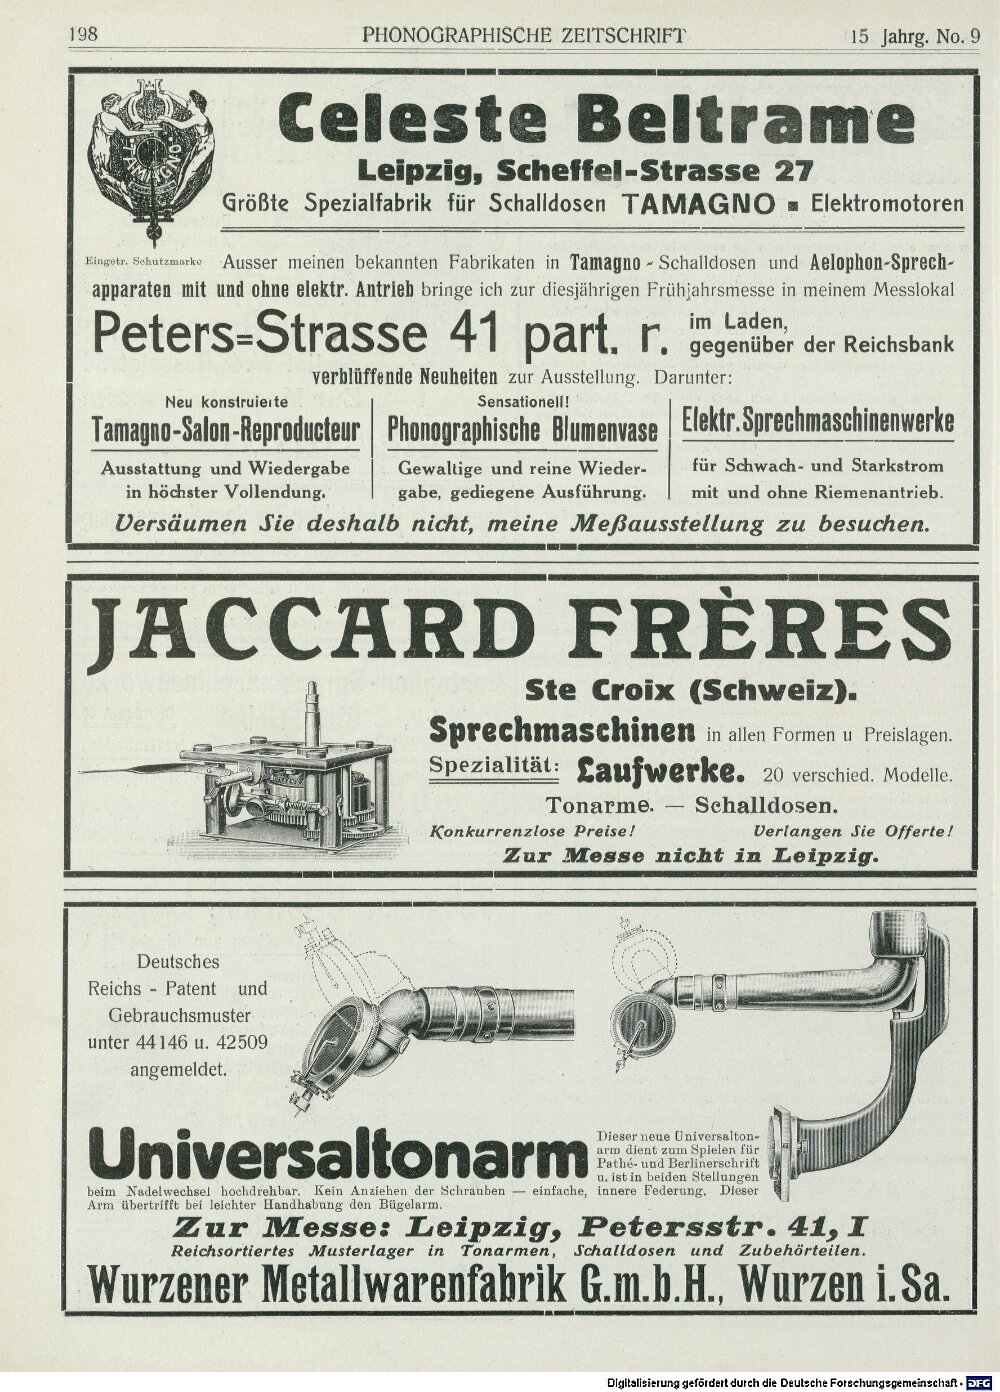 198 PHONOGRAPHISCHE ZEITSCHRIFT 15 Jahrg. No. 9
TAMAGNO
Celeste Beltrame
Leipzig, Scheffel-Strasse 27
Größte Spezialfabrik für Schalldosen TAMAGNO ▪ Elektromotoren
Eingetr. Schutzmarke
Ausser meinen bekannten Fabrikaten in Tamagno - Schalldosen und Aelophon-Sprech-
apparaten mit und ohne elektr. Antrieb bringe ich zur diesjährigen Frühjahrsmesse in meinem Messlokal
Peters=Strasse 41 part. r.
im Laden,
gegenüber der Reichsbank
verblüffende Neuheiten zur Ausstellung. Darunter:
Neu konstruierte
Tamagno-Salon-Reproducteur
Ausstattung und Wiedergabe
in höchster Vollendung.
Sensationell!
Phonographische Blumenvase
Gewaltige und reine Wieder-
gabe, gediegene Ausführung.
Elektr. Sprechmaschinenwerke
für Schwach- und Starkstrom
mit und ohne Riemenantrieb.
Versäumen Sie deshalb nicht, meine Meßausstellung zu besuchen.
JACCARD FRÈRES
Ste Croix (Schweiz).
Sprechmaschinen in allen Formen u Preislagen.
Spezialität: Laufwerke. 20 verschied. Modelle.
Tonarme. — Schalldosen.
Konkurrenzlose Preise! Verlangen Sie Offerte!
Zur Messe nicht in Leipzig.
Deutsches
Reichs - Patent und
Gebrauchsmuster
unter 44146 u. 42509
angemeldet.
Universaltonarm
Dieser neue Universalton-
arm dient zum Spielen für
Pathé- und Berlinerschrift
u. ist in beiden Stellungen
beim Nadelwechsel hochdrehbar. Kein Anziehen der Schrauben — einfache, innere Federung. Dieser
Arm übertrifft bei leichter Handhabung den Bügelarm.
Zur Messe: Leipzig, Petersstr. 41, I
Reichsortiertes Musterlager in Tonarmen, Schalldosen und Zubehörteilen.
Wurzener Metallwarenfabrik G.m.b.H., Wurzen i. Sa.
Digitalisierung gefördert durch die Deutsche Forschungsgemeinschaft - DFG